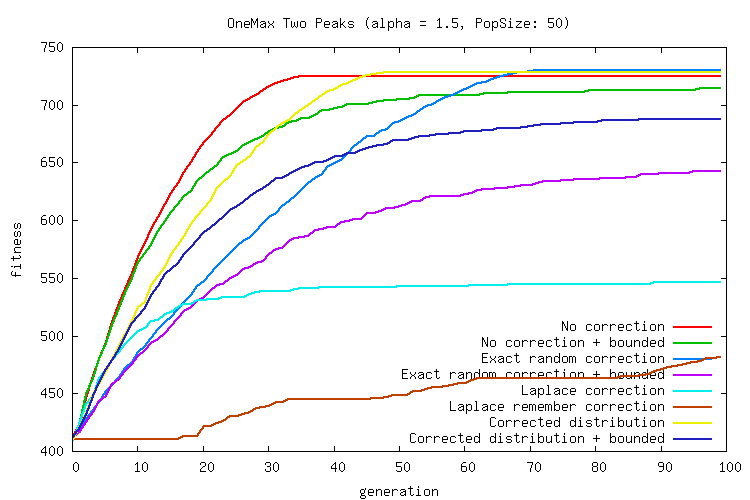 OneMax Two Peaks (alpha = 1.5, PopSize: 50)
750
700
650
600
550
500
450
400
fitness
No correction
No correction + bounded
Exact random correction
Exact random correction + bounded
Laplace correction
Laplace remember correction
Corrected distribution
Corrected distribution + bounded
0 10 20 30 40 50 60 70 80 90 100
generation